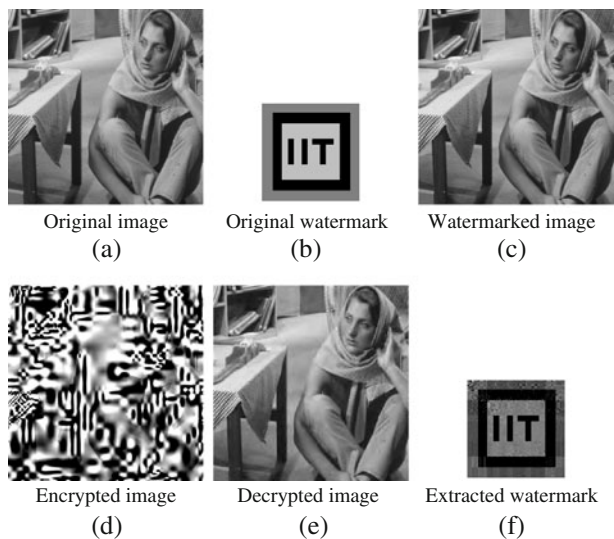 IIT
Original image
Original watermark
Watermarked image
(a)
(b)
(c)
IIT
Encrypted image
Decrypted image
Extracted watermark
(d)
(e)
(f)